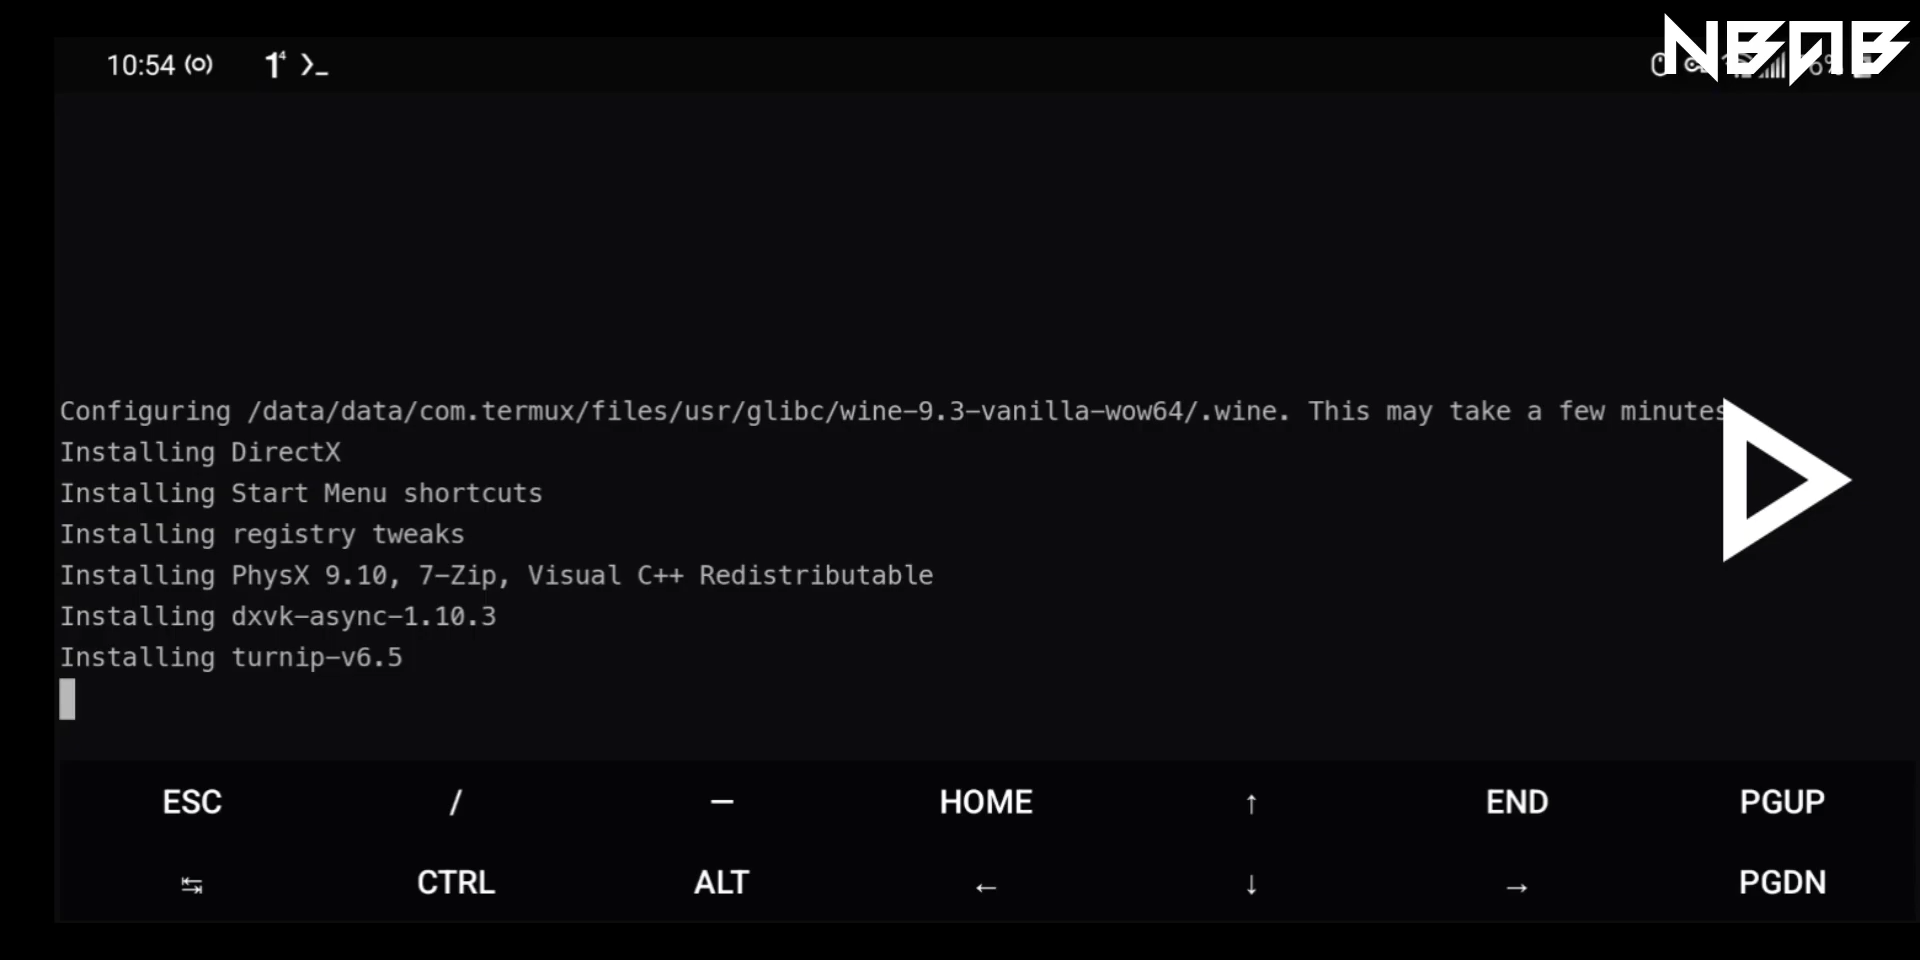 10:54
1⁴
NBAB
Configuring /data/data/com.termux/files/usr/glibc/wine-9.3-vanilla-wow64/.wine. This may take a few minutes
Installing DirectX
Installing Start Menu shortcuts
Installing registry tweaks
Installing PhysX 9.10, 7-Zip, Visual C++ Redistributable
Installing dxvk-async-1.10.3
Installing turnip-v6.5
ESC / — HOME ↑ END PGUP
↹ CTRL ALT ← ↓ → PGDN